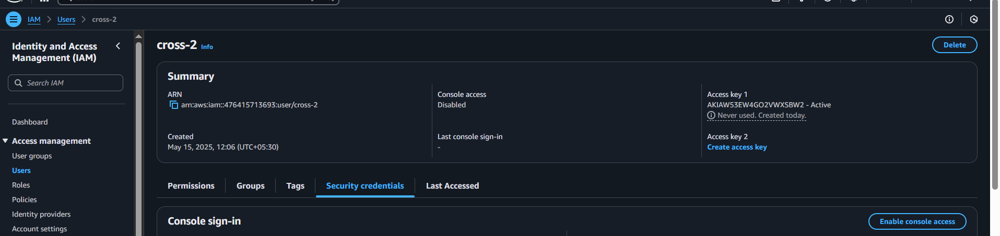 IAM > Users > cross-2
Identity and Access
Management (IAM)
Search IAM
Dashboard
Access management
User groups
Users
Roles
Policies
Identity providers
Account settings
cross-2 Info
Delete
Summary
ARN
arn:aws:iam::476415713693:user/cross-2
Created
May 15, 2025, 12:06 (UTC+05:30)
Console access
Disabled
Last console sign-in
-
Access key 1
AKIAW53EW4GO2VWXSBW2 - Active
Never used. Created today.
Access key 2
Create access key
Permissions
Groups
Tags
Security credentials
Last Accessed
Console sign-in
Enable console access